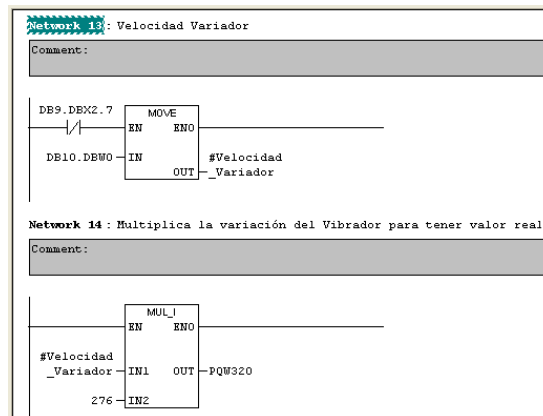 Network 13: Velocidad Variador
Comment:
DB9.DBX2.7
MOVE
EN ENO
DB10.DBW0 IN #Velocidad
OUT _Variador
Network 14: Multiplica la variación del Vibrador para tener valor real
Comment:
MUL_I
EN ENO
#Velocidad
_Variador IN1 OUT PQW320
276 IN2